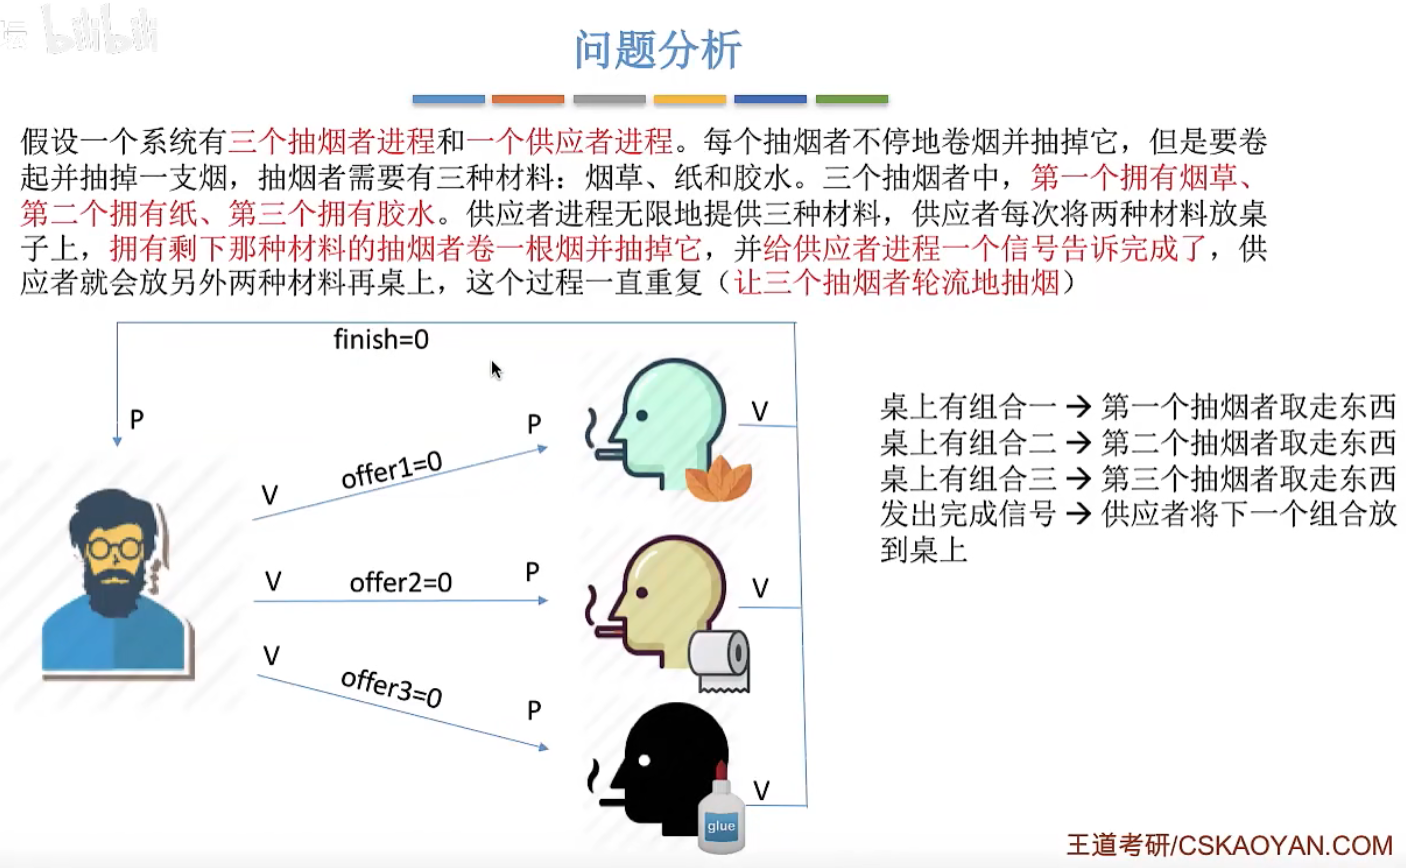 坛 bilibili
问题分析
假设一个系统有三个抽烟者进程和一个供应者进程。每个抽烟者不停地卷烟并抽掉它，但是要卷
起并抽掉一支烟，抽烟者需要有三种材料：烟草、纸和胶水。三个抽烟者中，第一个拥有烟草、
第二个拥有纸、第三个拥有胶水。供应者进程无限地提供三种材料，供应者每次将两种材料放桌
子上，拥有剩下那种材料的抽烟者卷一根烟并抽掉它，并给供应者进程一个信号告诉完成了，供
应者就会放另外两种材料再桌上，这个过程一直重复（让三个抽烟者轮流地抽烟）
finish=0
P
P
V
offer1=0
V
V
offer2=0
P
V
V
offer3=0
P
V
glue
桌上有组合一 → 第一个抽烟者取走东西
桌上有组合二 → 第二个抽烟者取走东西
桌上有组合三 → 第三个抽烟者取走东西
发出完成信号 → 供应者将下一个组合放
到桌上
王道考研/CSKAOYAN.COM